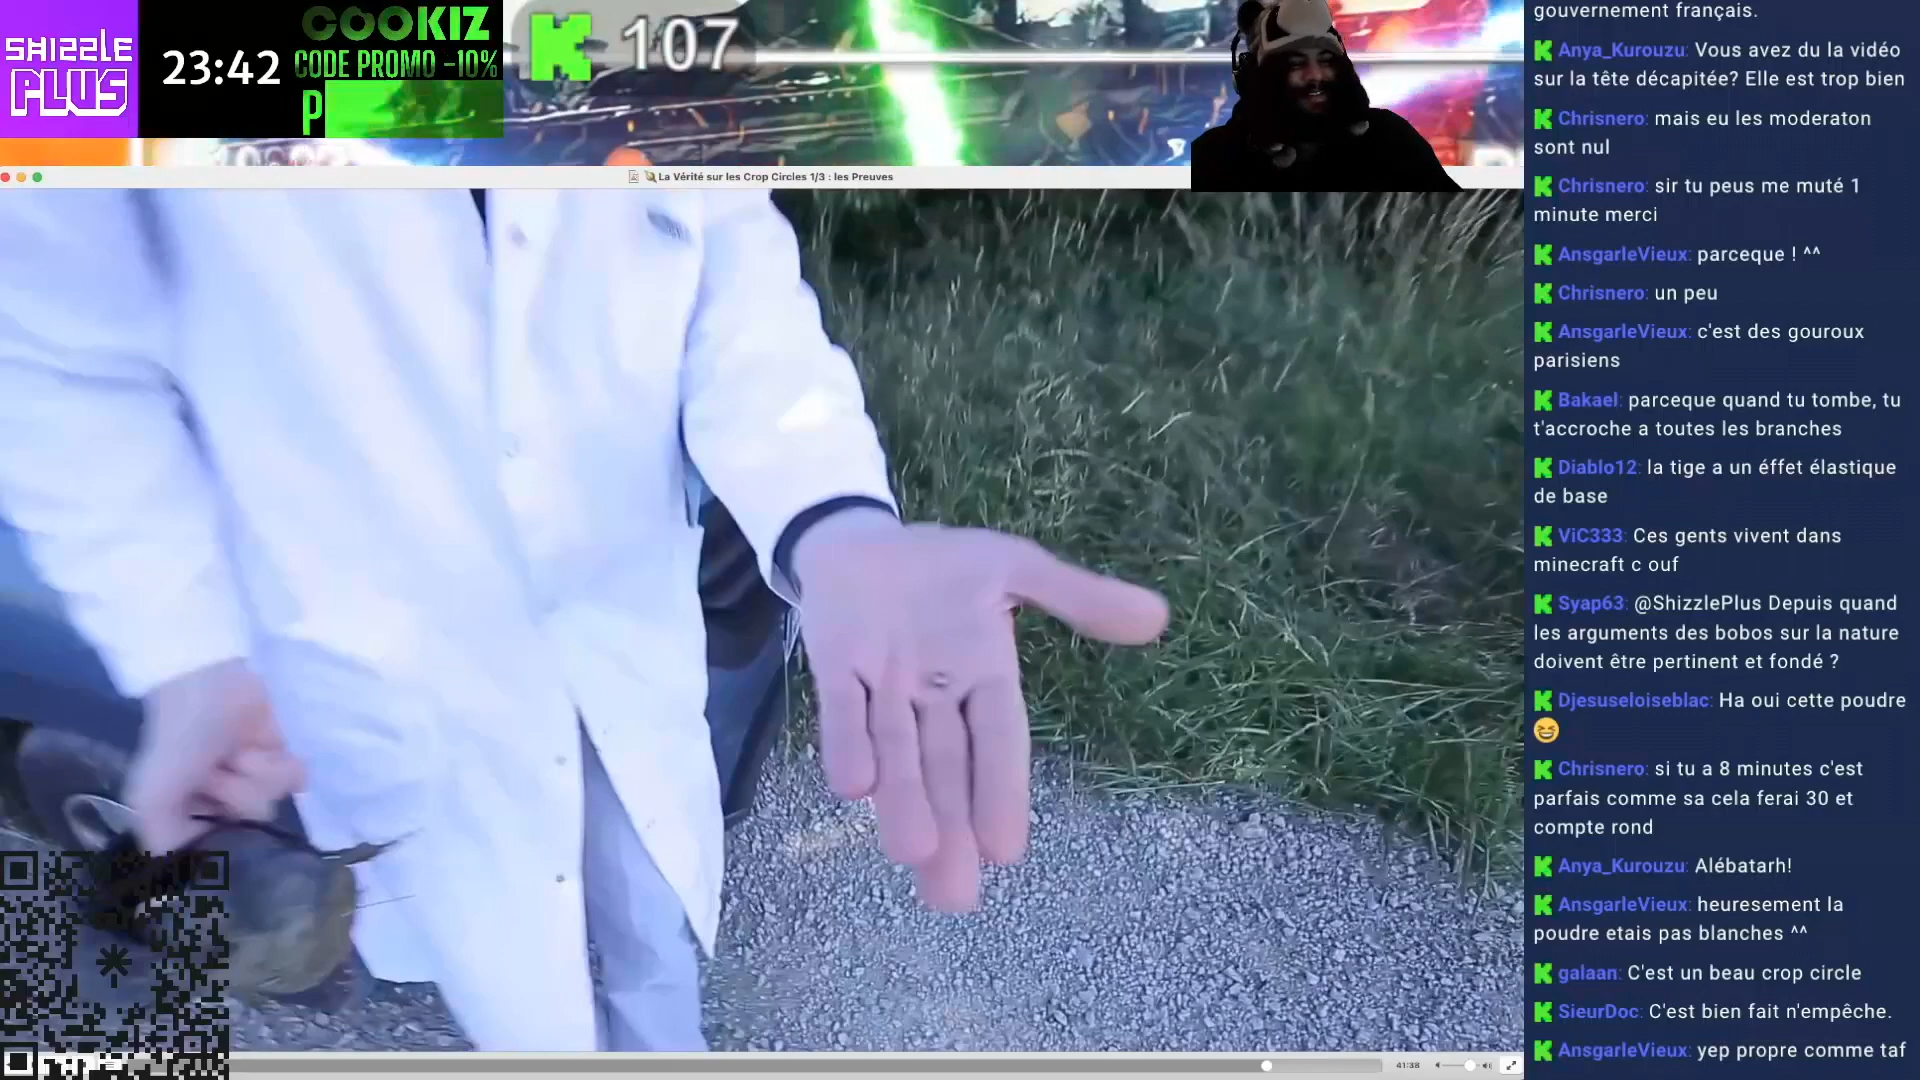 SHIZZLE
PLUS
23:42
COOKIZ
CODE PROMO -10%
P
K 107
La Vérité sur les Crop Circles 1/3 : les Preuves
41:38
gouvernement français.
Anya_Kurouzu: Vous avez du la vidéo
sur la tête décapitée? Elle est trop bien
Chrisnero: mais eu les moderaton
sont nul
Chrisnero: sir tu peus me muté 1
minute merci
AnsgarleVieux: parceque ! ^^
Chrisnero: un peu
AnsgarleVieux: c'est des gouroux
parisiens
Bakael: parceque quand tu tombe, tu
t'accroche a toutes les branches
Diablo12: la tige a un éffet élastique
de base
ViC333: Ces gents vivent dans
minecraft c ouf
Syap63: @ShizzlePlus Depuis quand
les arguments des bobos sur la nature
doivent être pertinent et fondé ?
Djesuseloiseblac: Ha oui cette poudre
😆
Chrisnero: si tu a 8 minutes c'est
parfais comme sa cela ferai 30 et
compte rond
Anya_Kurouzu: Alébatarh!
AnsgarleVieux: heuresement la
poudre etais pas blanches ^^
galaan: C'est un beau crop circle
SieurDoc: C'est bien fait n'empêche.
AnsgarleVieux: yep propre comme taf